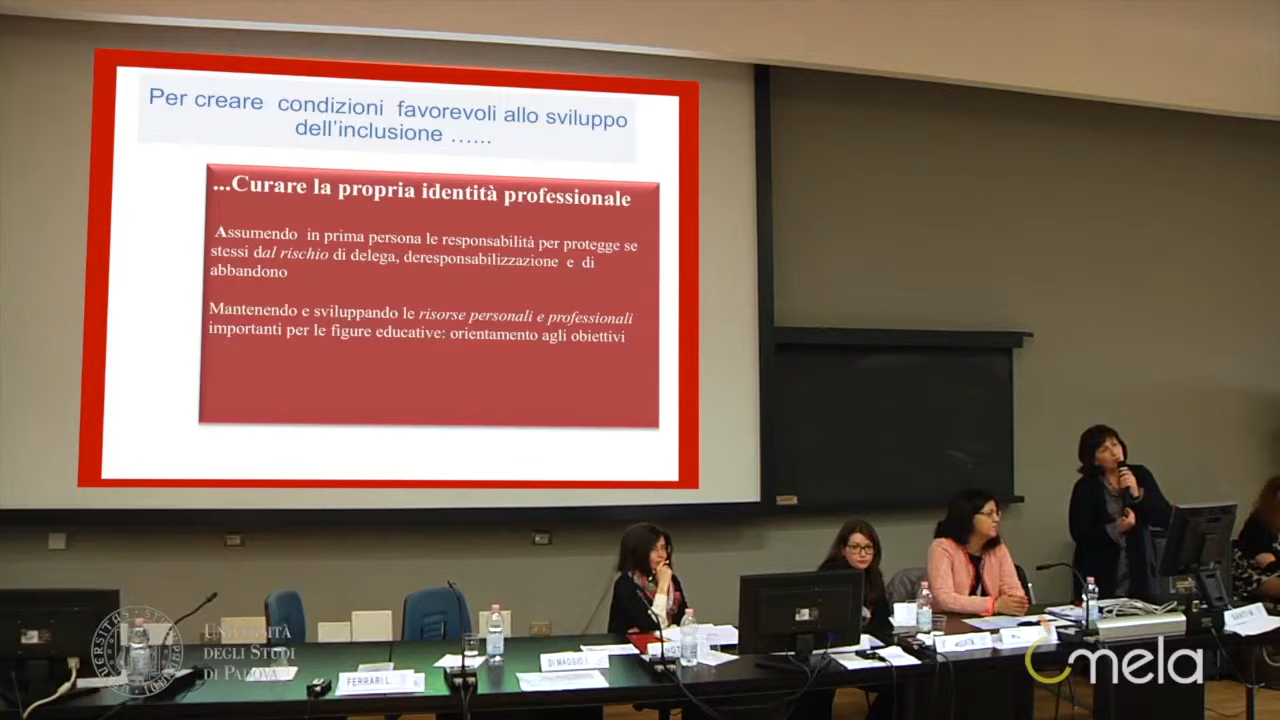 Per creare condizioni favorevoli allo sviluppo
dell'inclusione …...
...Curare la propria identità professionale
Assumendo in prima persona le responsabilità per protegge se
stessi dal rischio di delega, deresponsabilizzazione e di
abbandono
Mantenendo e sviluppando le risorse personali e professionali
importanti per le figure educative: orientamento agli obiettivi
UNIVERSITÀ
DEGLI STUDI
DI PADOVA
FERRARI L.
DI MAGGIO I.
mela